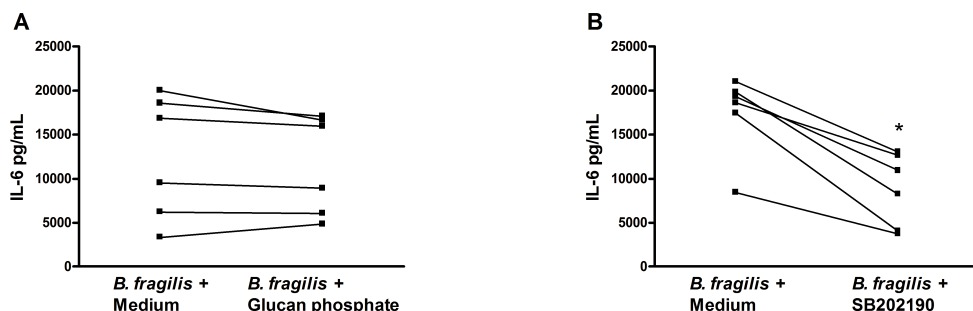 A
IL-6 pg/mL
25000
20000
15000
10000
5000
0
B. fragilis +
Medium
B. fragilis +
Glucan phosphate
B
IL-6 pg/mL
25000
20000
15000
10000
5000
0
*
B. fragilis +
Medium
B. fragilis +
SB202190